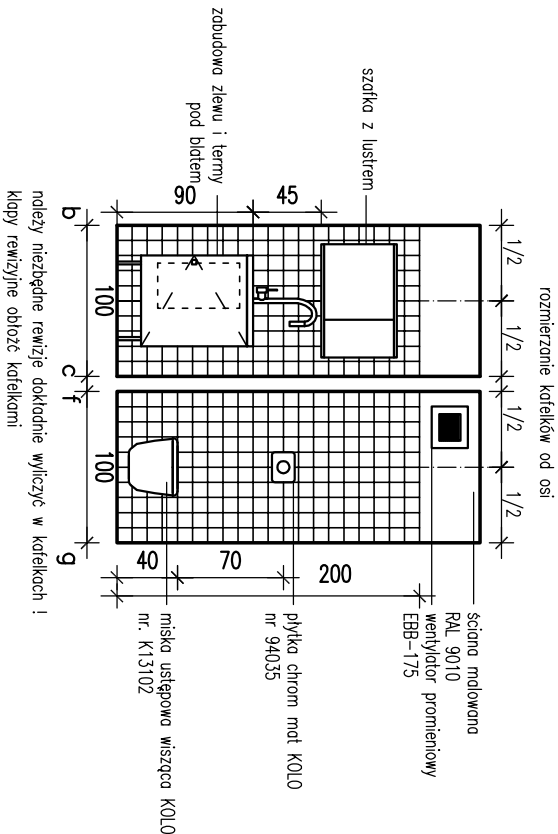 rozmierzanie kafelków od osi
1/2
1/2
1/2
1/2
szafka z lustrem
zabudowa zlewu i termy
pod blatem
90
45
b
100
c
f
100
g
40
70
200
ściana malowana
RAL 9010
wentylator promieniowy
EBB-175
płytka chrom mat KOLO
nr 94035
miska ustępowa wisząca KOLO
nr. K13102
należy niezbędne rewizje dokładnie wyliczyć w kafelkach !
klapy rewizyjne obłożć kafelkami